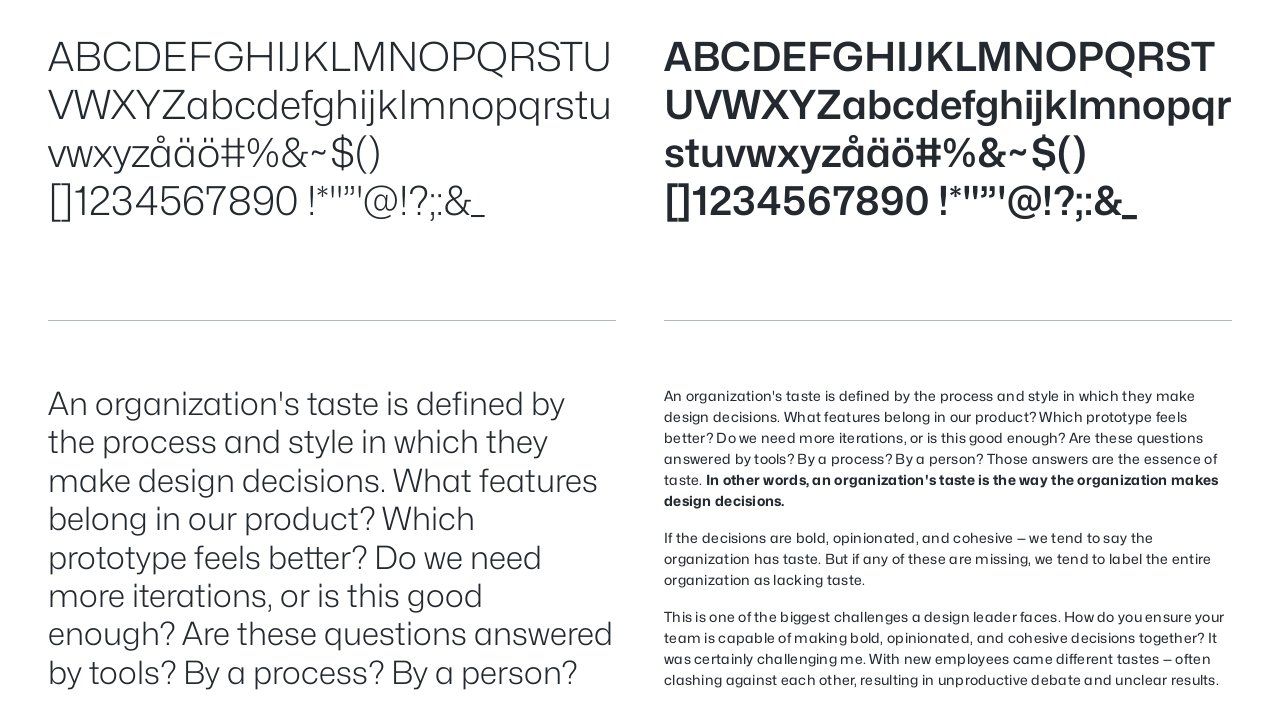 ABCDEFGHIJKLMNOPQRSTU
VWXYZabcdefghijklmnopqrstu
vwxyzåäö#%&~$()
[]1234567890 !*"”'@!?;:&_
ABCDEFGHIJKLMNOPQRST
UVWXYZabcdefghijklmnopqr
stuvwxyzåäö#%&~$()
[]1234567890 !*"”'@!?;:&_
An organization's taste is defined by
the process and style in which they
make design decisions. What features
belong in our product? Which
prototype feels better? Do we need
more iterations, or is this good
enough? Are these questions answered
by tools? By a process? By a person?
An organization's taste is defined by the process and style in which they make
design decisions. What features belong in our product? Which prototype feels
better? Do we need more iterations, or is this good enough? Are these questions
answered by tools? By a process? By a person? Those answers are the essence of
taste. In other words, an organization's taste is the way the organization makes
design decisions.
If the decisions are bold, opinionated, and cohesive — we tend to say the
organization has taste. But if any of these are missing, we tend to label the entire
organization as lacking taste.
This is one of the biggest challenges a design leader faces. How do you ensure your
team is capable of making bold, opinionated, and cohesive decisions together? It
was certainly challenging me. With new employees came different tastes — often
clashing against each other, resulting in unproductive debate and unclear results.